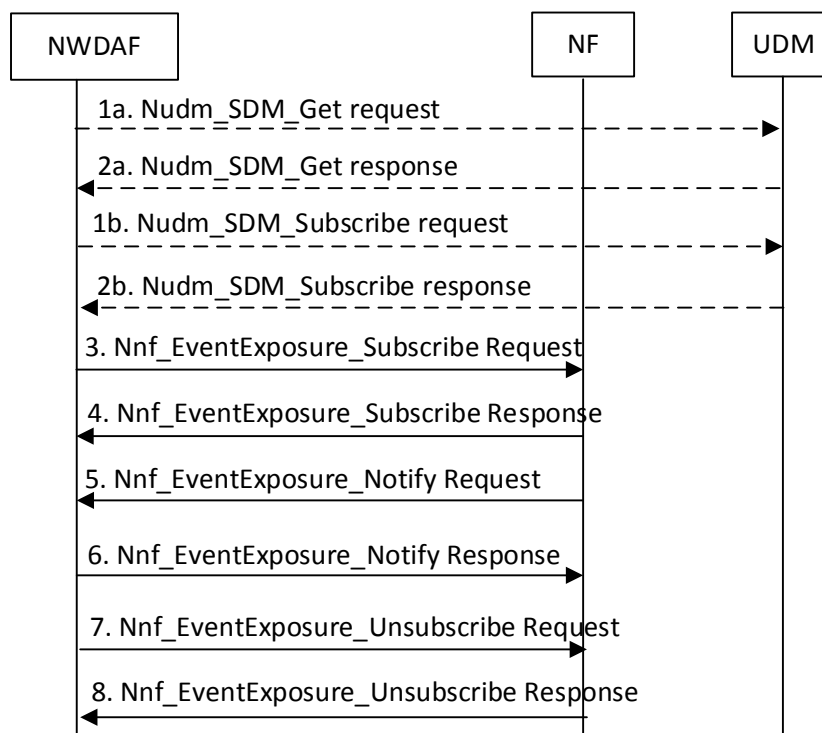 NWDAF
NF
UDM
1a. Nudm_SDM_Get request
2a. Nudm_SDM_Get response
1b. Nudm_SDM_Subscribe request
2b. Nudm_SDM_Subscribe response
3. Nnf_EventExposure_Subscribe Request
4. Nnf_EventExposure_Subscribe Response
5. Nnf_EventExposure_Notify Request
6. Nnf_EventExposure_Notify Response
7. Nnf_EventExposure_Unsubscribe Request
8. Nnf_EventExposure_Unsubscribe Response